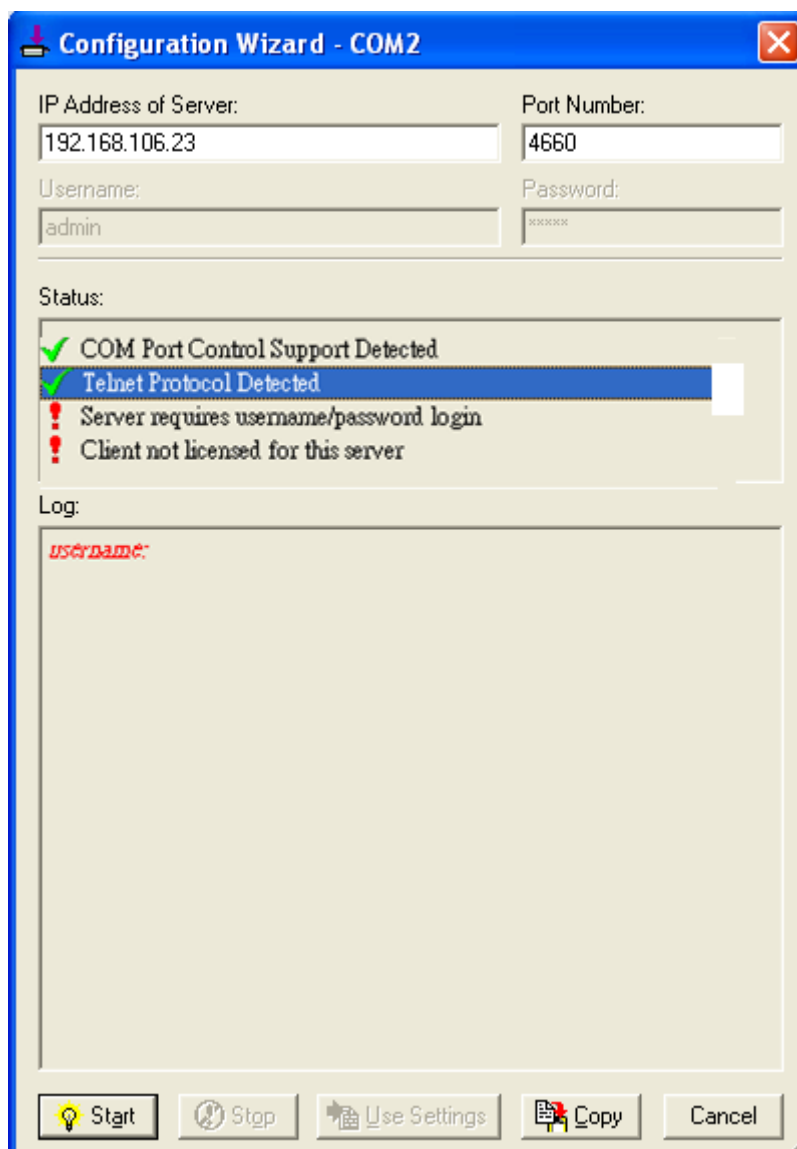 Configuration Wizard - COM2
IP Address of Server: Port Number:
192.168.106.23 4660
Username: Password:
admin *****
Status:
COM Port Control Support Detected
Telnet Protocol Detected
Server requires username/password login
Client not licensed for this server
Log:
username:
Start Stop Use Settings Copy Cancel